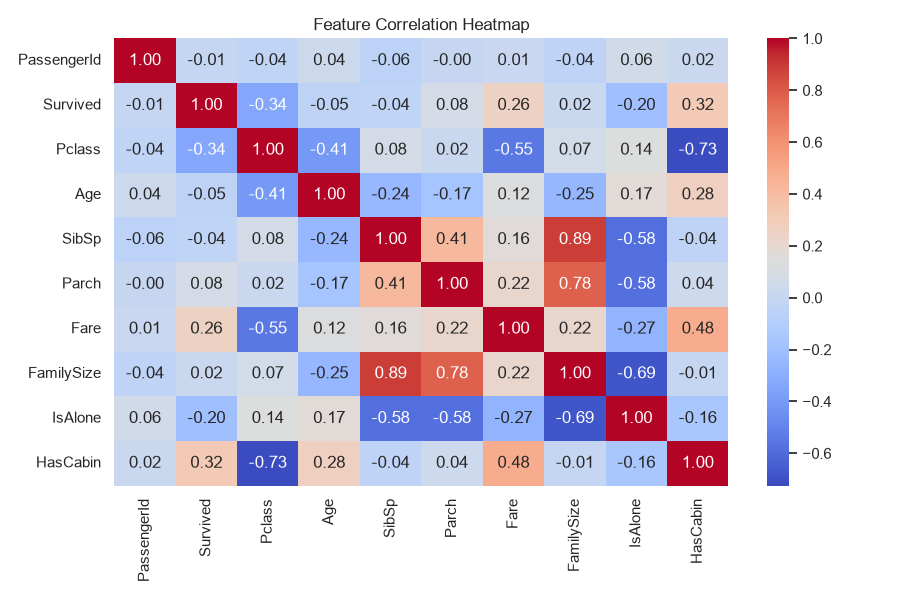 Feature Correlation Heatmap
PassengerId 1.00 -0.01 -0.04 0.04 -0.06 -0.00 0.01 -0.04 0.06 0.02
Survived -0.01 1.00 -0.34 -0.05 -0.04 0.08 0.26 0.02 -0.20 0.32
Pclass -0.04 -0.34 1.00 -0.41 0.08 0.02 -0.55 0.07 0.14 -0.73
Age 0.04 -0.05 -0.41 1.00 -0.24 -0.17 0.12 -0.25 0.17 0.28
SibSp -0.06 -0.04 0.08 -0.24 1.00 0.41 0.16 0.89 -0.58 -0.04
Parch -0.00 0.08 0.02 -0.17 0.41 1.00 0.22 0.78 -0.58 0.04
Fare 0.01 0.26 -0.55 0.12 0.16 0.22 1.00 0.22 -0.27 0.48
FamilySize -0.04 0.02 0.07 -0.25 0.89 0.78 0.22 1.00 -0.69 -0.01
IsAlone 0.06 -0.20 0.14 0.17 -0.58 -0.58 -0.27 -0.69 1.00 -0.16
HasCabin 0.02 0.32 -0.73 0.28 -0.04 0.04 0.48 -0.01 -0.16 1.00
PassengerId
Survived
Pclass
Age
SibSp
Parch
Fare
FamilySize
IsAlone
HasCabin
1.0
0.8
0.6
0.4
0.2
0.0
−0.2
−0.4
−0.6